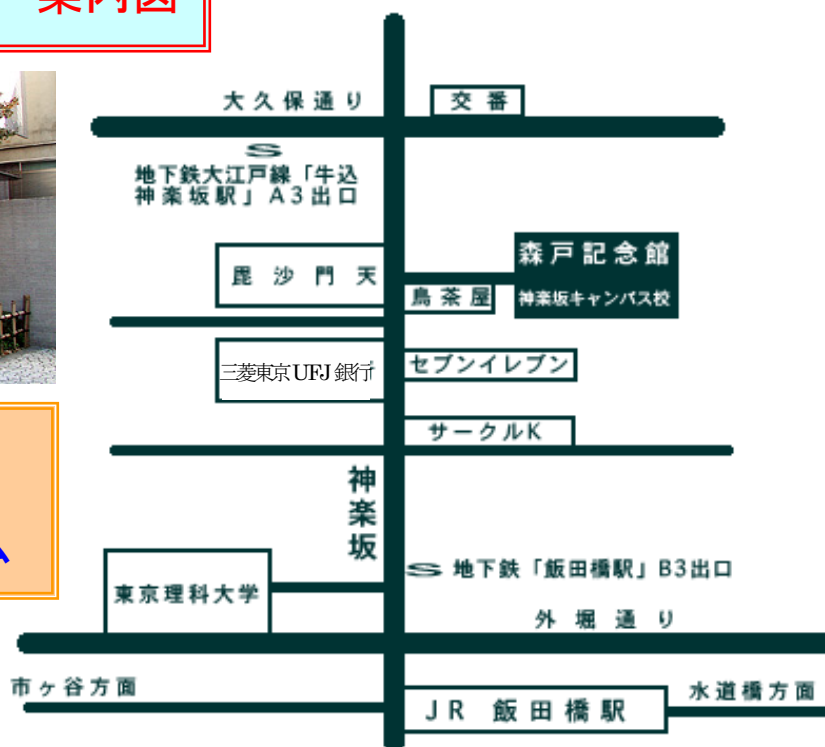 案内図
大久保通り
交番
地下鉄大江戸線「牛込
神楽坂駅」A3出口
毘沙門天
森戸記念館
神楽坂キャンパス校
鳥茶屋
三菱東京UFJ銀行
セブンイレブン
サークルK
神楽坂
地下鉄「飯田橋駅」B3出口
東京理科大学
外堀通り
市ヶ谷方面
JR 飯田橋駅
水道橋方面